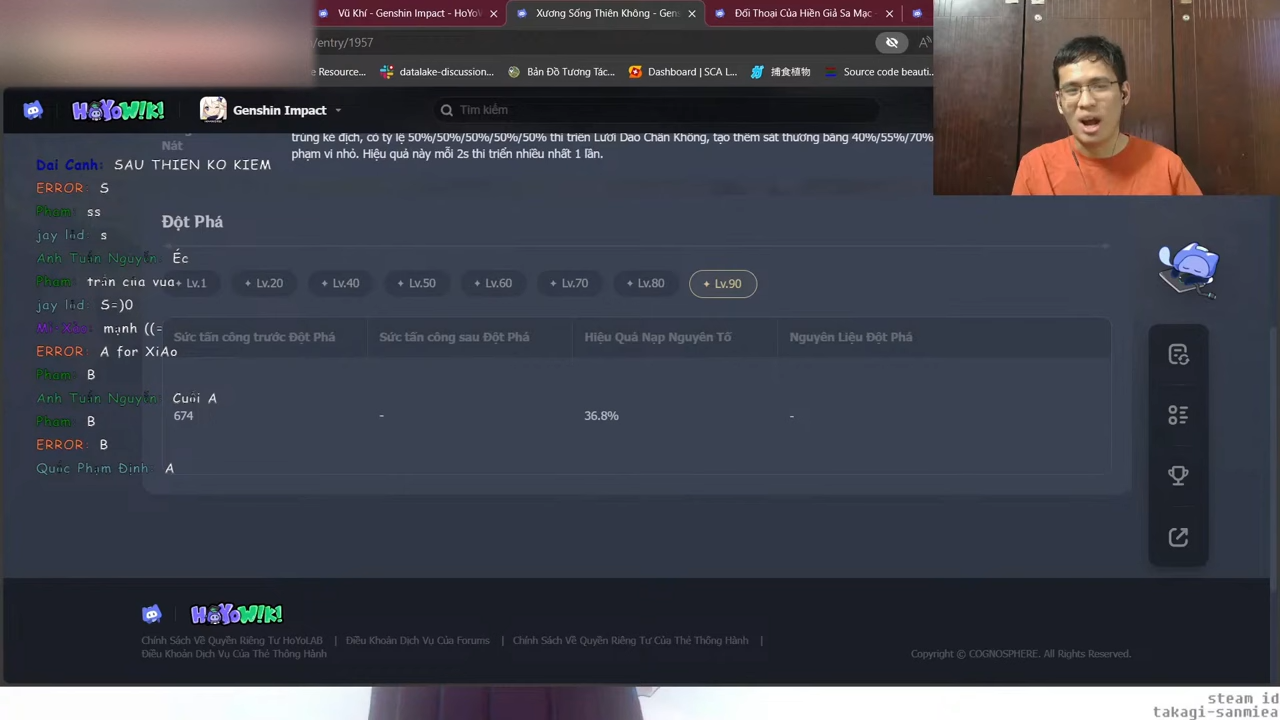 Vũ Khí - Genshin Impact - HoYoW
Xương Sống Thiên Không - Gens
Đối Thoại Của Hiền Giả Sa Mạc
/entry/1957
Resource...
datalake-discussion...
Bản Đồ Tương Tác...
Dashboard | SCA L...
捕食植物
Source code beauti...
HoYoWiKi
Genshin Impact
Tìm kiếm
trúng kẻ địch, có tỷ lệ 50%/50%/50%/50%/50% thi triển Lưỡi Dao Chân Không, tạo thêm sát thương bằng 40%/55%/70%
Nát
phạm vi nhỏ. Hiệu quả này mỗi 2s thi triển nhiều nhất 1 lần.
Dai Canh: SAU THIEN KO KIEM
ERROR: S
Pham: ss
jay lîd: s
Anh Tuấn Nguyễn Éc
Pham: trần của vua
jay lîd: S=)0
mạnh ((=
ERROR: A for XiAo
Pham: B
Anh Tuấn Nguyễn Cuối A
Pham: B
ERROR: B
Quốc Phạm Định A
Đột Phá
Lv.1
Lv.20
Lv.40
Lv.50
Lv.60
Lv.70
Lv.80
Lv.90
Sức tấn công trước Đột Phá
Sức tấn công sau Đột Phá
Hiệu Quả Nạp Nguyên Tố
Nguyên Liệu Đột Phá
674
-
36.8%
-
HoYoWiKi
Chính Sách Về Quyền Riêng Tư HoYoLAB | Điều Khoản Dịch Vụ Của Forums | Chính Sách Về Quyền Riêng Tư Của Thẻ Thông Hành |
Điều Khoản Dịch Vụ Của Thẻ Thông Hành
Copyright © COGNOSPHERE. All Rights Reserved.
steam id
takagi-sanmiea